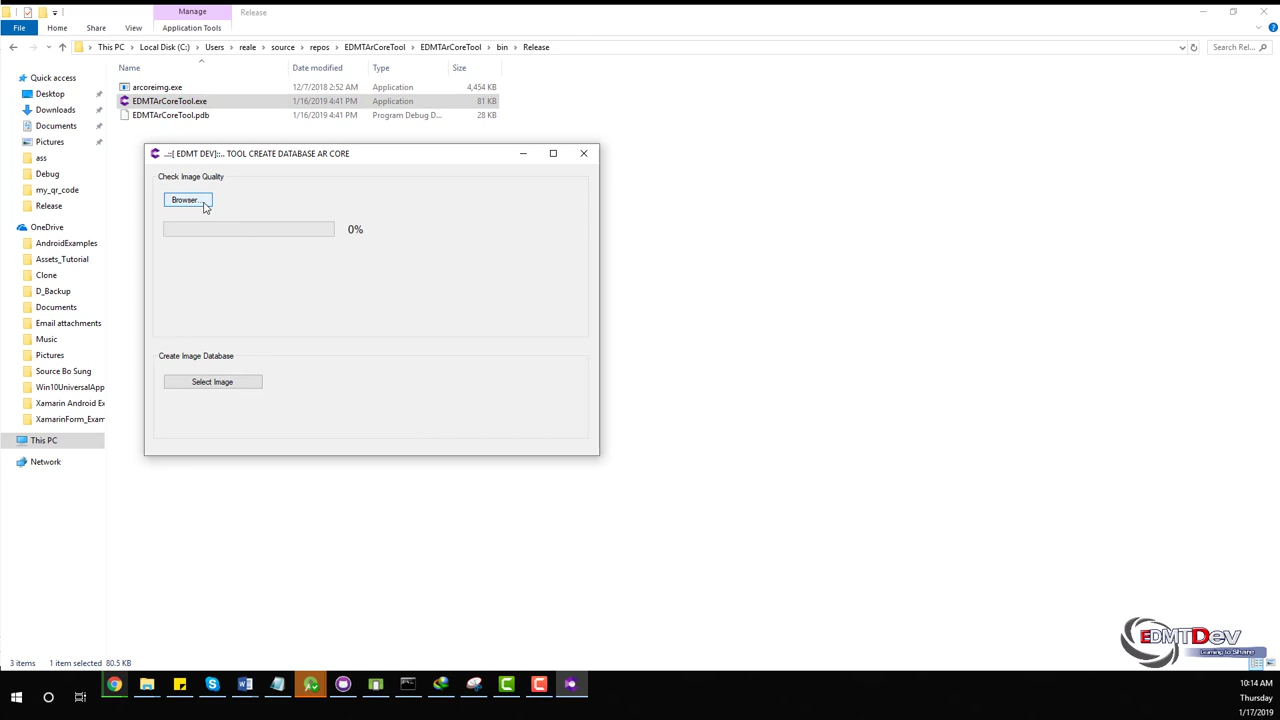 Manage
Release
File
Home
Share
View
Application Tools
This PC
Local Disk (C:)
Users
reale
source
repos
EDMTArCoreTool
EDMTArCoreTool
bin
Release
Search Rel...
Name
Date modified
Type
Size
Quick access
Desktop
Downloads
Documents
Pictures
ass
Debug
my_qr_code
Release
OneDrive
AndroidExamples
Assets_Tutorial
Clone
D_Backup
Documents
Email attachments
Music
Pictures
Source Bo Sung
Win10UniversalApp
Xamarin Android Ex
XamarinForm_Exam
This PC
Network
arcoreimg.exe 12/7/2018 2:52 AM Application 4,454 KB
EDMTArCoreTool.exe 1/16/2019 4:41 PM Application 81 KB
EDMTArCoreTool.pdb 1/16/2019 4:41 PM Program Debug D... 28 KB
..::[ EDMT DEV]::.. TOOL CREATE DATABASE AR CORE
Check Image Quality
Browser...
0%
Create Image Database
Select Image
EDMTDev
Learning to Share
3 items 1 item selected 80.5 KB
10:14 AM
Thursday
1/17/2019